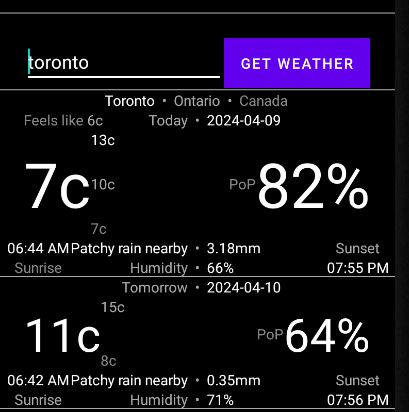 toronto GET WEATHER
Toronto • Ontario • Canada
Feels like 6c Today • 2024-04-09
13c
7c 10c PoP 82%
7c
06:44 AM Patchy rain nearby • 3.18mm Sunset
Sunrise Humidity • 66% 07:55 PM
Tomorrow • 2024-04-10
15c
11c PoP 64%
8c
06:42 AM Patchy rain nearby • 0.35mm Sunset
Sunrise Humidity • 71% 07:56 PM